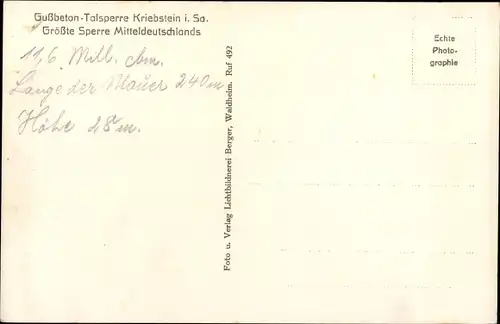 Gußbeton-Talsperre Kriebstein i. Sa.
Größte Sperre Mitteldeutschlands
11,6 Mill. cbm.
Länge der Mauer 240 m
Höhe 28 m.
Foto u. Verlag Lichtbildnerei Berger, Waldheim. Ruf 492
Echte
Photo-
graphie